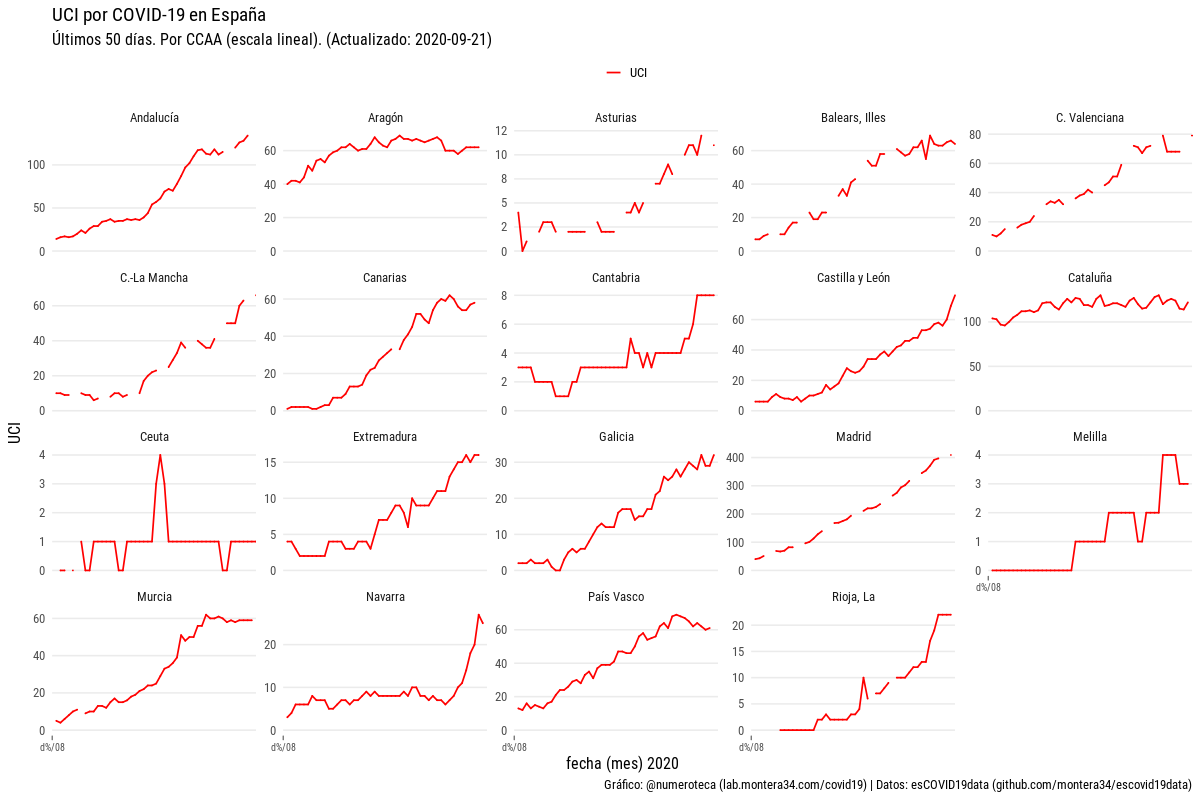 UCI por COVID-19 en España
Últimos 50 días. Por CCAA (escala lineal). (Actualizado: 2020-09-21)
UCI
Andalucía
Aragón
Asturias
Balears, Illes
C. Valenciana
100
50
0
60
40
20
0
12
10
8
5
2
0
60
40
20
0
80
60
40
20
0
C.-La Mancha
Canarias
Cantabria
Castilla y León
Cataluña
60
40
20
0
60
40
20
0
8
6
4
2
0
60
40
20
0
100
50
0
UCI
Ceuta
Extremadura
Galicia
Madrid
Melilla
4
3
2
1
0
15
10
5
0
30
20
10
0
400
300
200
100
0
4
3
2
1
0
d%/08
Murcia
Navarra
País Vasco
Rioja, La
60
40
20
0
20
10
0
60
40
20
0
20
15
10
5
0
d%/08
d%/08
d%/08
d%/08
fecha (mes) 2020
Gráfico: @numeroteca (lab.montera34.com/covid19) | Datos: esCOVID19data (github.com/montera34/escovid19data)